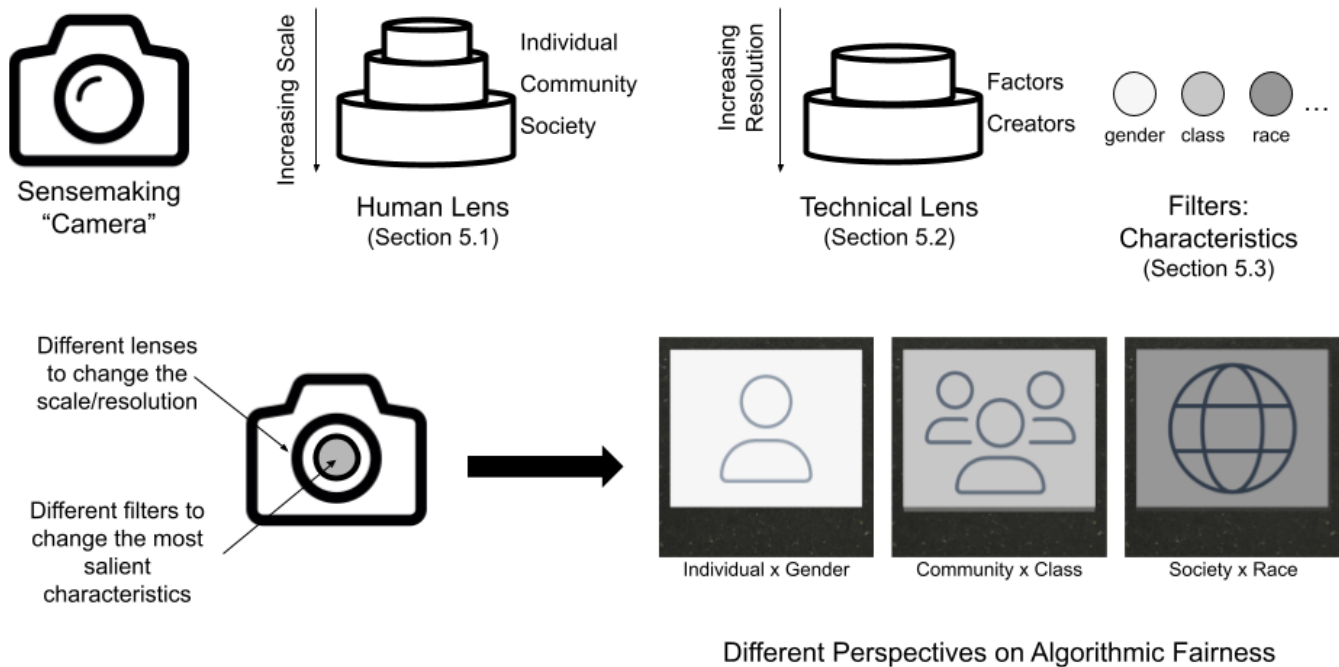 Increasing Scale
Individual
Community
Society
Increasing
Resolution
Factors
Creators
gender class race ...
Sensemaking
“Camera”
Human Lens
(Section 5.1)
Technical Lens
(Section 5.2)
Filters:
Characteristics
(Section 5.3)
Different lenses
to change the
scale/resolution
Different filters to
change the most
salient
characteristics
Individual x Gender
Community x Class
Society x Race
Different Perspectives on Algorithmic Fairness